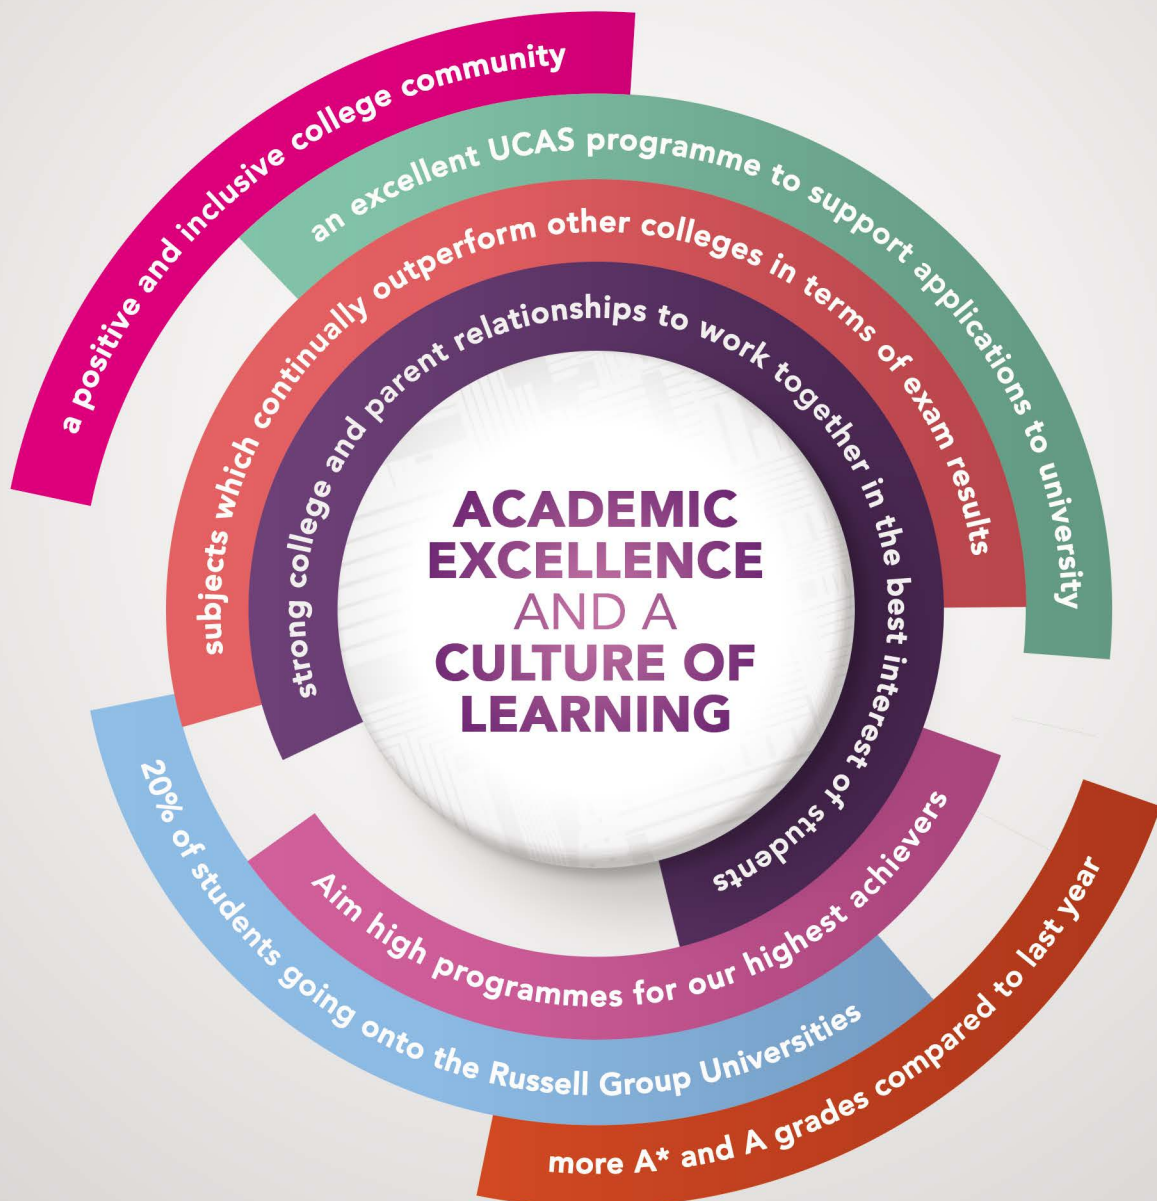 a positive and inclusive college community
an excellent UCAS programme to support applications to university
subjects which continually outperform other colleges in terms of exam results
strong college and parent relationships to work together in the best interest of students
ACADEMIC
EXCELLENCE
AND A
CULTURE OF
LEARNING
Aim high programmes for our highest achievers
20% of students going onto the Russell Group Universities
more A* and A grades compared to last year